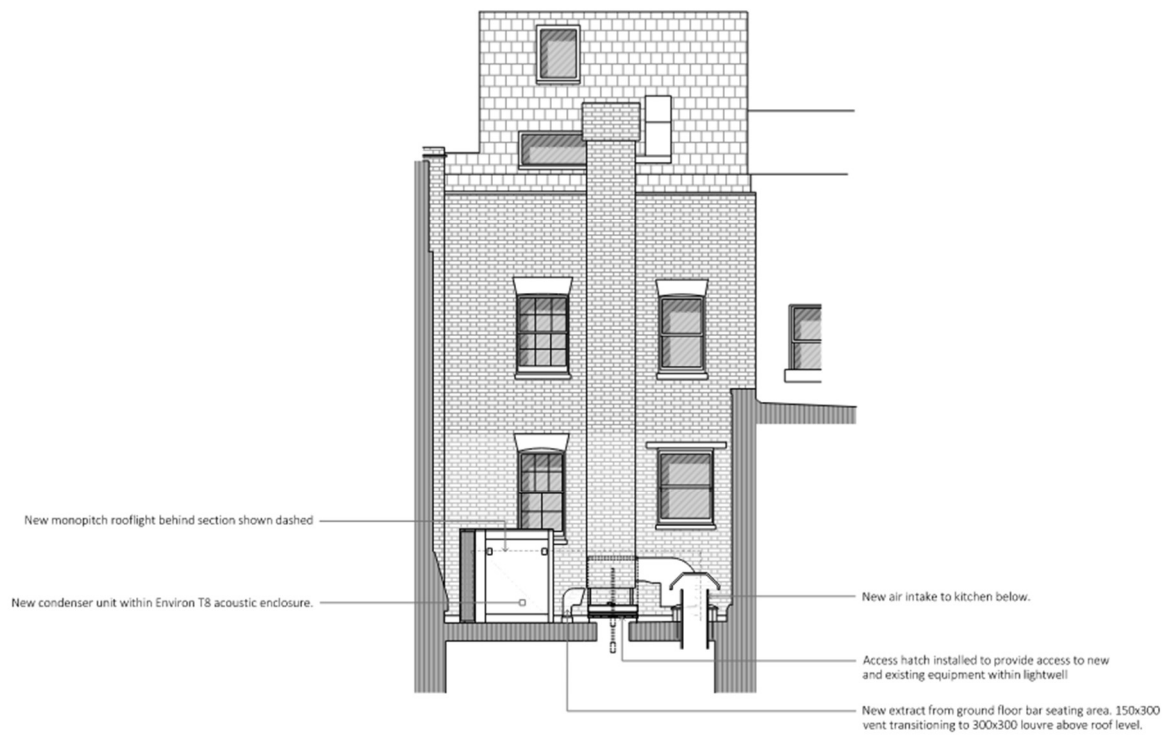 New monopitch rooflight behind section shown dashed
New condenser unit within Environ T8 acoustic enclosure.
New air intake to kitchen below.
Access hatch installed to provide access to new
and existing equipment within lightwell
New extract from ground floor bar seating area. 150x300
vent transitioning to 300x300 louvre above roof level.